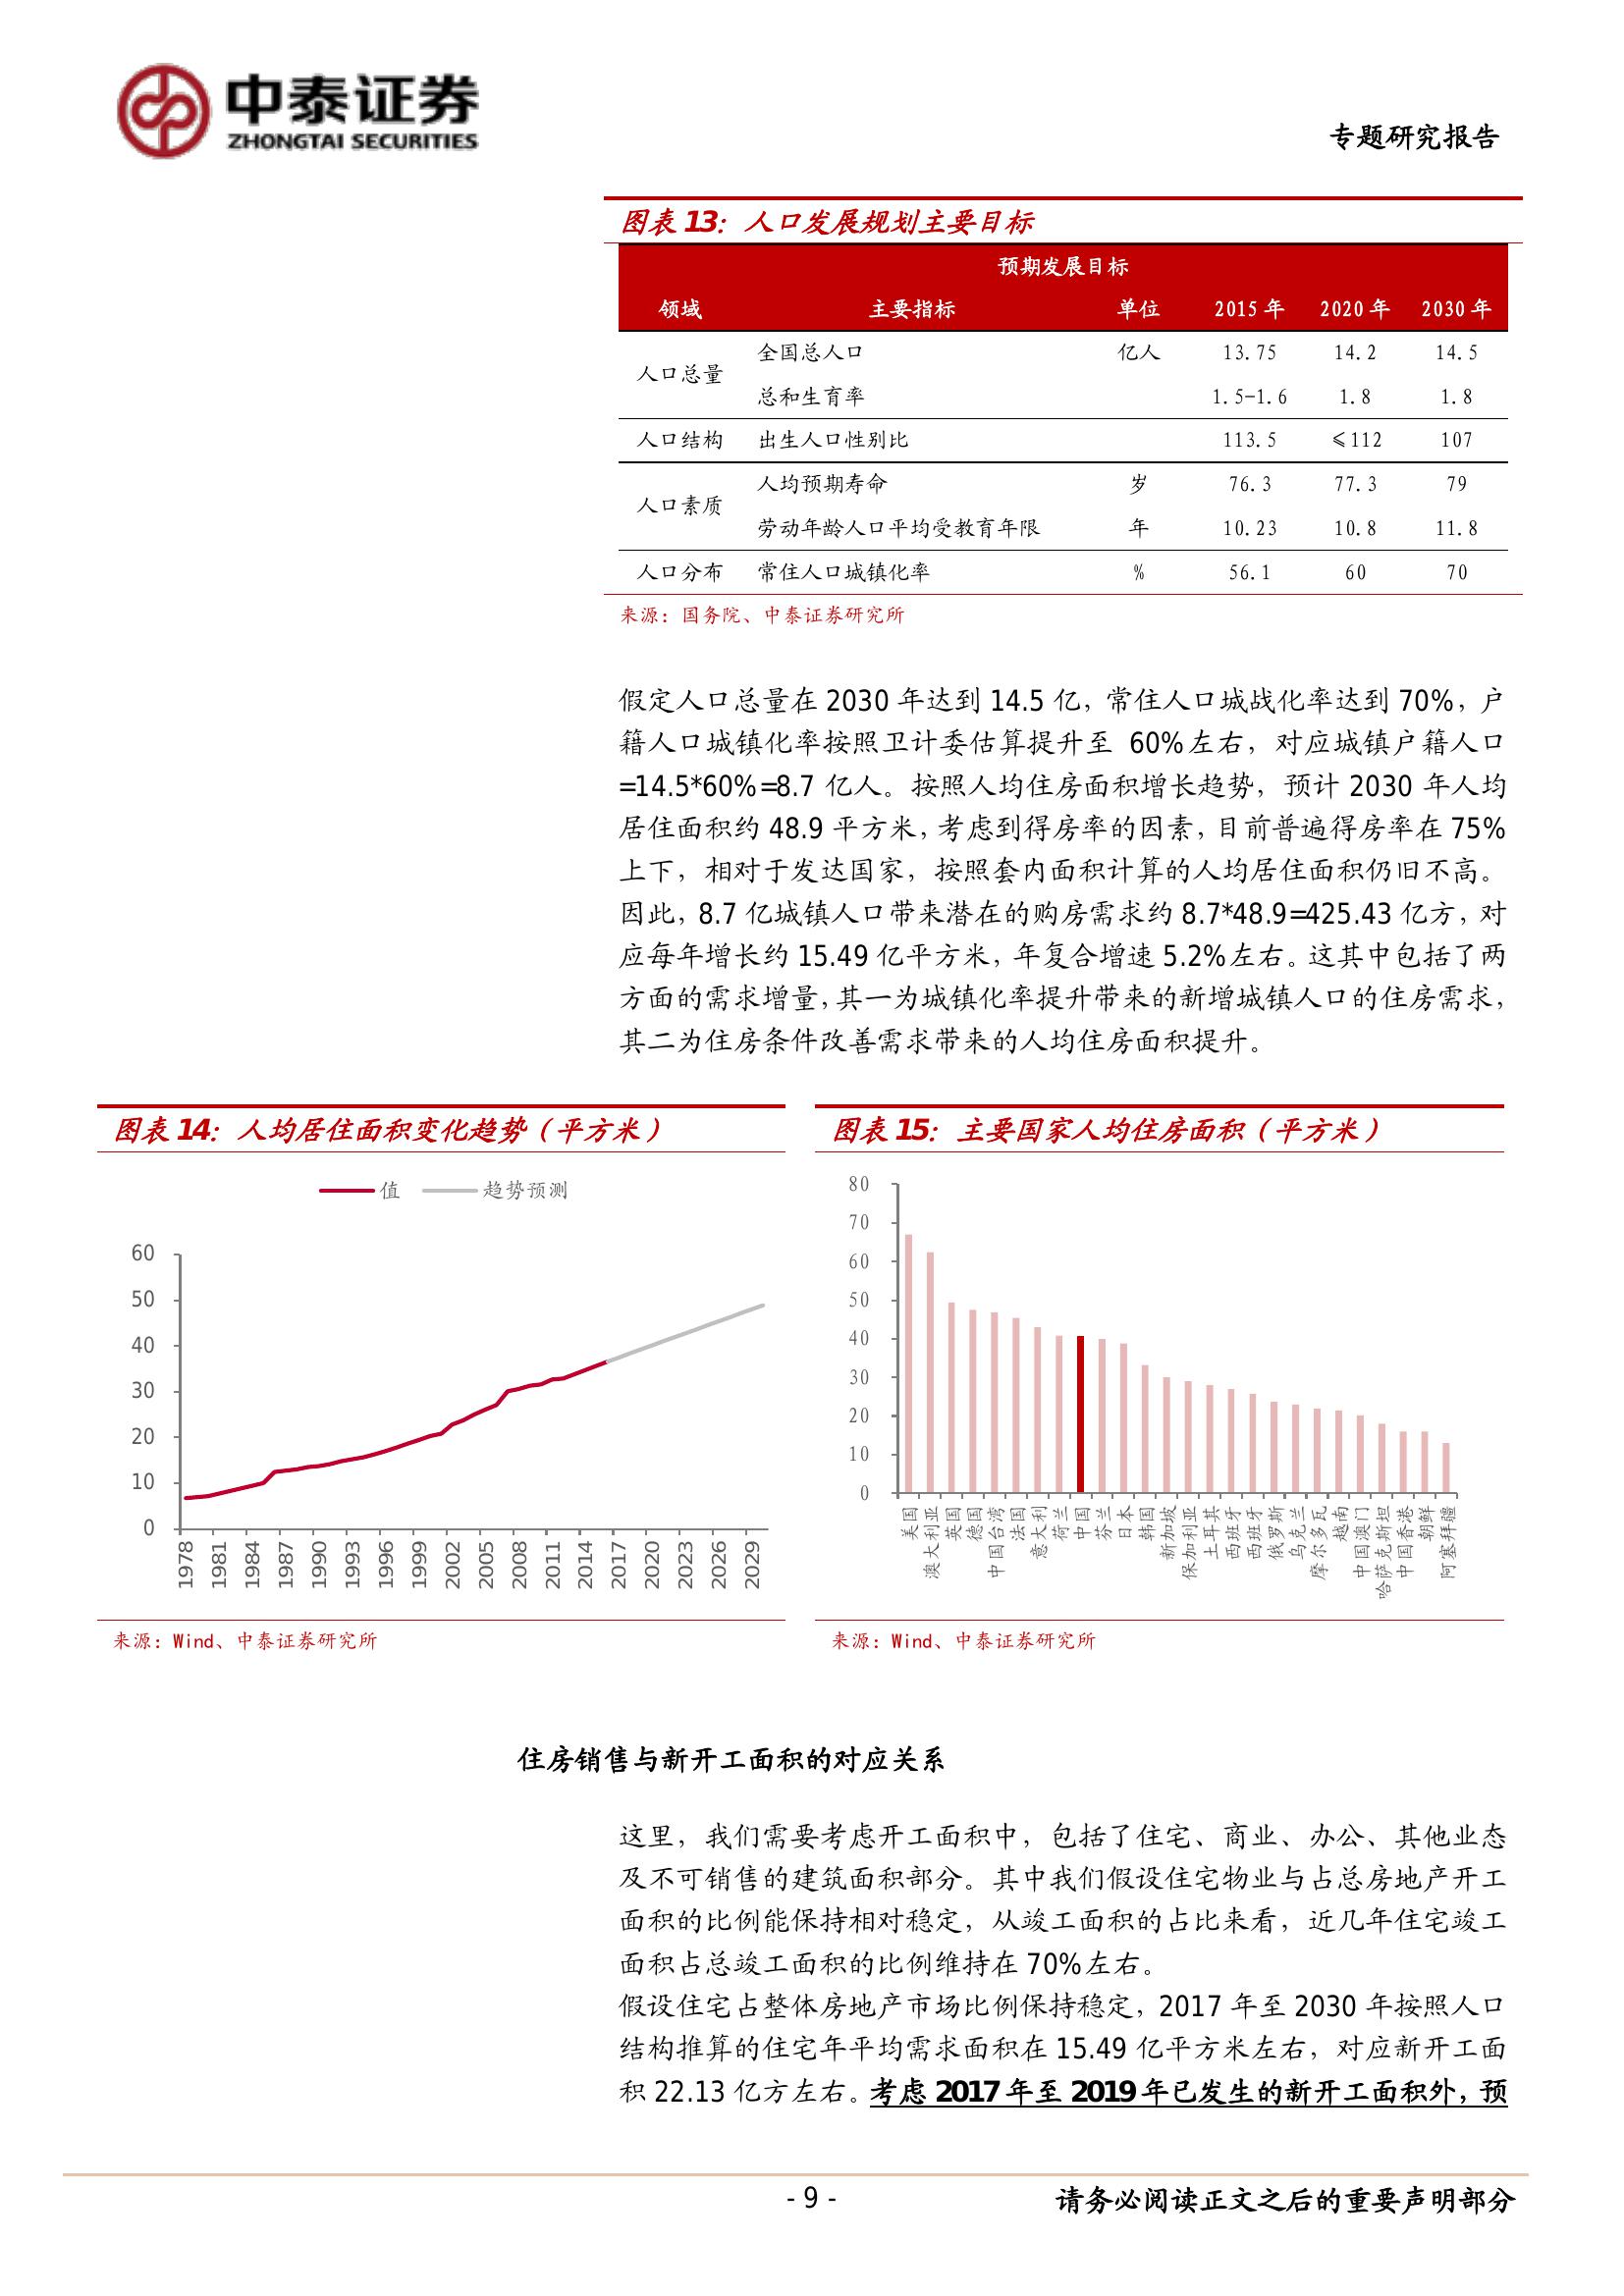 中泰证券
ZHONGTAI SECURITIES
专题研究报告
图表 13：人口发展规划主要目标
预期发展目标
领域 主要指标 单位 2015 年 2020 年 2030 年
人口总量 全国总人口 亿人 13.75 14.2 14.5
总和生育率 1.5-1.6 1.8 1.8
人口结构 出生人口性别比 113.5 ≤112 107
人口素质 人均预期寿命 岁 76.3 77.3 79
劳动年龄人口平均受教育年限 年 10.23 10.8 11.8
人口分布 常住人口城镇化率 % 56.1 60 70
来源：国务院、中泰证券研究所
假定人口总量在 2030 年达到 14.5 亿，常住人口城战化率达到 70%，户
籍人口城镇化率按照卫计委估算提升至 60%左右，对应城镇户籍人口
=14.5*60%=8.7 亿人。按照人均住房面积增长趋势，预计 2030 年人均
居住面积约 48.9 平方米，考虑到得房率的因素，目前普遍得房率在 75%
上下，相对于发达国家，按照套内面积计算的人均居住面积仍旧不高。
因此，8.7 亿城镇人口带来潜在的购房需求约 8.7*48.9=425.43 亿方，对
应每年增长约 15.49 亿平方米，年复合增速 5.2%左右。这其中包括了两
方面的需求增量，其一为城镇化率提升带来的新增城镇人口的住房需求，
其二为住房条件改善需求带来的人均住房面积提升。
图表 14：人均居住面积变化趋势（平方米）
值 趋势预测
60
50
40
30
20
10
0
1978 1981 1984 1987 1990 1993 1996 1999 2002 2005 2008 2011 2014 2017 2020 2023 2026 2029
来源：Wind、中泰证券研究所
图表 15：主要国家人均住房面积（平方米）
80
70
60
50
40
30
20
10
0
美国 澳大利亚 英国 德国 中国台湾 法国 意大利 荷兰 中国 芬兰 日本 韩国 新加坡 保加利亚 土耳其 西班牙 西班牙 俄罗斯 乌克兰 摩尔多瓦 越南 中国澳门 哈萨克斯坦 中国香港 朝鲜 阿塞拜疆
来源：Wind、中泰证券研究所
住房销售与新开工面积的对应关系
这里，我们需要考虑开工面积中，包括了住宅、商业、办公、其他业态
及不可销售的建筑面积部分。其中我们假设住宅物业与占总房地产开工
面积的比例能保持相对稳定，从竣工面积的占比来看，近几年住宅竣工
面积占总竣工面积的比例维持在 70%左右。
假设住宅占整体房地产市场比例保持稳定，2017 年至 2030 年按照人口
结构推算的住宅年平均需求面积在 15.49 亿平方米左右，对应新开工面
积 22.13 亿方左右。考虑 2017 年至 2019 年已发生的新开工面积外，预
- 9 -
请务必阅读正文之后的重要声明部分